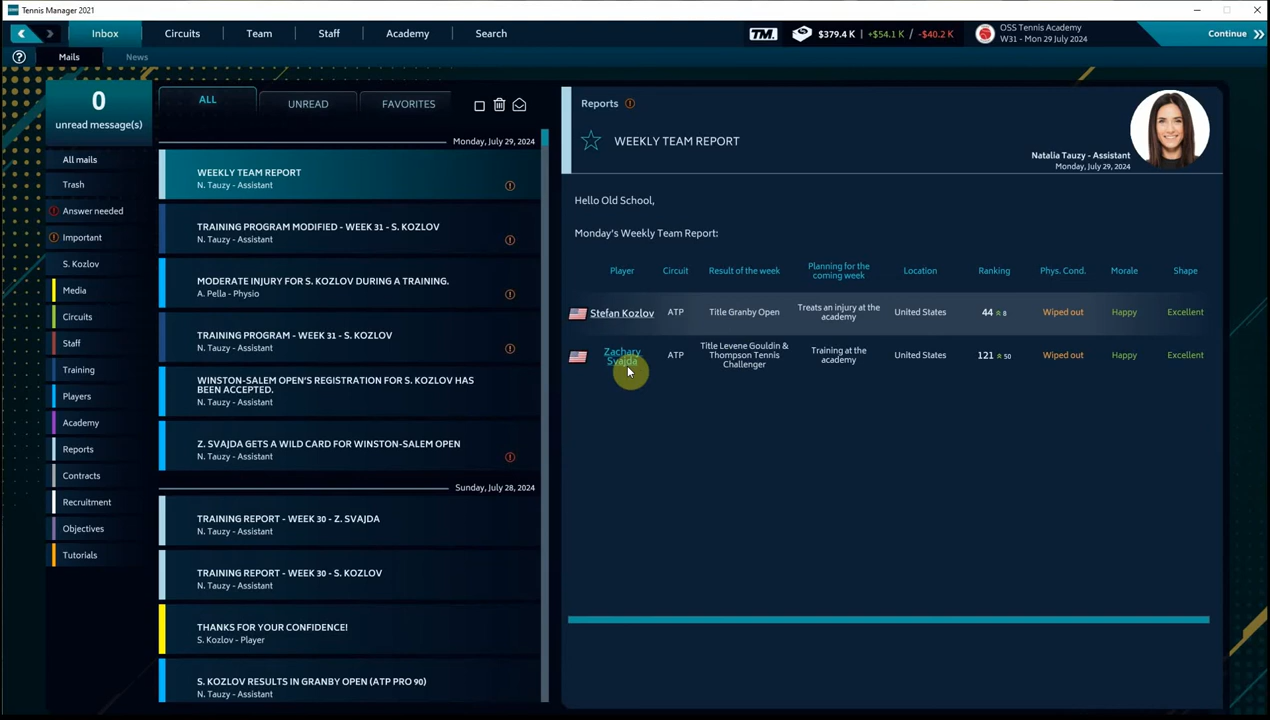 Tennis Manager 2021
Inbox
Circuits
Team
Staff
Academy
Search
TM.
$379.4 K
+$54.1 K
-$40.2 K
OSS Tennis Academy
W31 - Mon 29 July 2024
Continue
Mails
News
0
unread message(s)
All mails
Trash
Answer needed
Important
S. Kozlov
Media
Circuits
Staff
Training
Players
Academy
Reports
Contracts
Recruitment
Objectives
Tutorials
ALL
UNREAD
FAVORITES
Monday, July 29, 2024
WEEKLY TEAM REPORT
N. Tauzy - Assistant
TRAINING PROGRAM MODIFIED - WEEK 31 - S. KOZLOV
N. Tauzy - Assistant
MODERATE INJURY FOR S. KOZLOV DURING A TRAINING.
A. Pella - Physio
TRAINING PROGRAM - WEEK 31 - S. KOZLOV
N. Tauzy - Assistant
WINSTON-SALEM OPEN'S REGISTRATION FOR S. KOZLOV HAS
BEEN ACCEPTED.
N. Tauzy - Assistant
Z. SVAJDA GETS A WILD CARD FOR WINSTON-SALEM OPEN
N. Tauzy - Assistant
Sunday, July 28, 2024
TRAINING REPORT - WEEK 30 - Z. SVAJDA
N. Tauzy - Assistant
TRAINING REPORT - WEEK 30 - S. KOZLOV
N. Tauzy - Assistant
THANKS FOR YOUR CONFIDENCE!
S. Kozlov - Player
S. KOZLOV RESULTS IN GRANBY OPEN (ATP PRO 90)
N. Tauzy - Assistant
Reports
WEEKLY TEAM REPORT
Natalia Tauzy - Assistant
Monday, July 29, 2024
Hello Old School,
Monday's Weekly Team Report:
Player
Circuit
Result of the week
Planning for the
coming week
Location
Ranking
Phys. Cond.
Morale
Shape
Stefan Kozlov
ATP
Title Granby Open
Treats an injury at the
academy
United States
44 8
Wiped out
Happy
Excellent
Zachary
Svajda
ATP
Title Levene Gouldin &
Thompson Tennis
Challenger
Training at the
academy
United States
121 50
Wiped out
Happy
Excellent